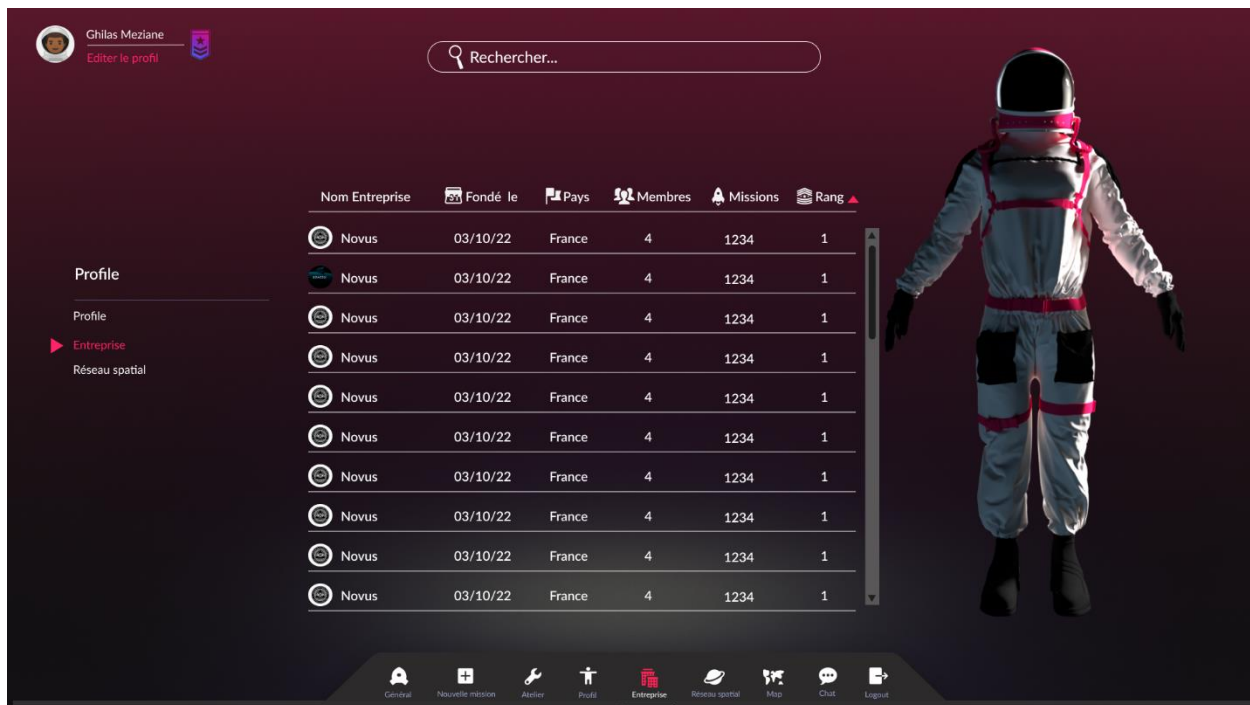 Ghilas Meziane
Editer le profil
Rechercher...
Nom Entreprise Fondé le Pays Membres Missions Rang
Novus 03/10/22 France 4 1234 1
Novus 03/10/22 France 4 1234 1
Novus 03/10/22 France 4 1234 1
Novus 03/10/22 France 4 1234 1
Novus 03/10/22 France 4 1234 1
Novus 03/10/22 France 4 1234 1
Novus 03/10/22 France 4 1234 1
Novus 03/10/22 France 4 1234 1
Novus 03/10/22 France 4 1234 1
Novus 03/10/22 France 4 1234 1
Profile
Profile
Entreprise
Réseau spatial
Général Nouvelle mission Atelier Profil Entreprise Réseau spatial Map Chat Logout